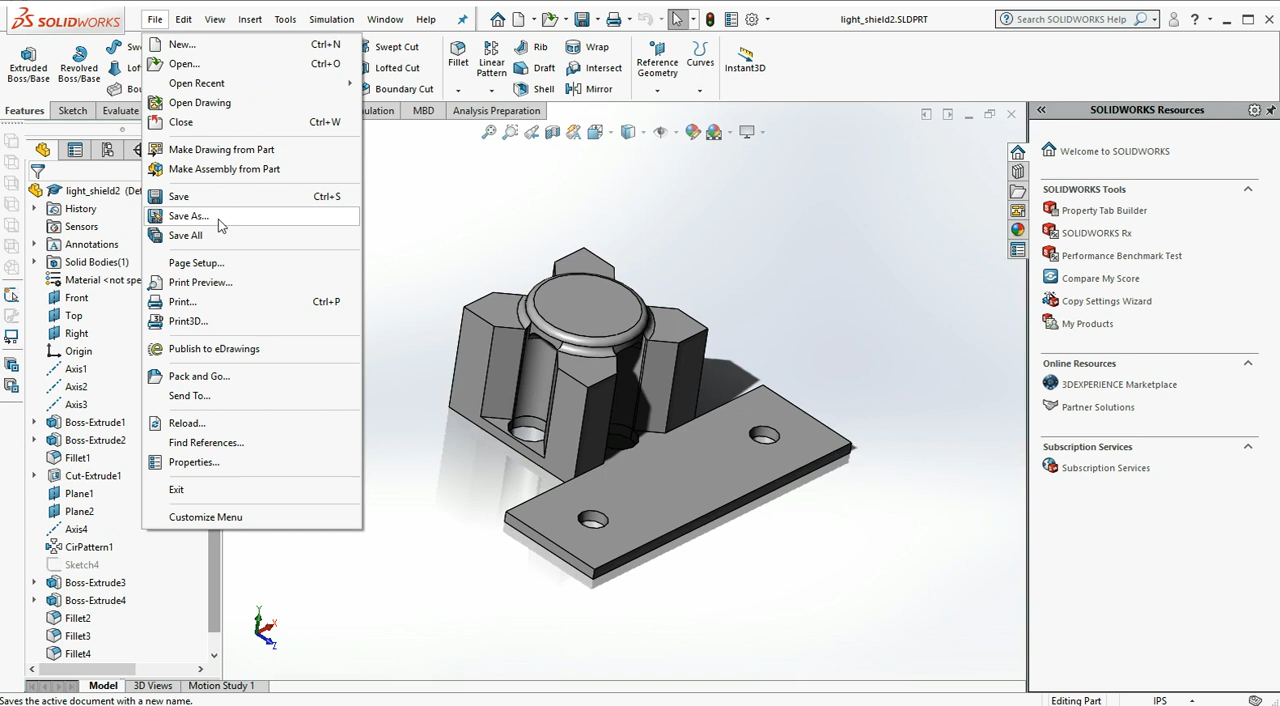 SOLIDWORKS
File Edit View Insert Tools Simulation Window Help
light_shield2.SLDPRT
Search SOLIDWORKS Help
Extruded Boss/Base
Revolved Boss/Base
Swept Cut
Lofted Cut
Boundary Cut
Fillet
Linear Pattern
Rib
Draft
Shell
Wrap
Intersect
Mirror
Reference Geometry
Curves
Instant3D
Features Sketch Evaluate MBD Analysis Preparation
New... Ctrl+N
Open... Ctrl+O
Open Recent
Open Drawing
Close Ctrl+W
Make Drawing from Part
Make Assembly from Part
Save Ctrl+S
Save As...
Save All
Page Setup...
Print Preview...
Print... Ctrl+P
Print3D...
Publish to eDrawings
Pack and Go...
Send To...
Reload...
Find References...
Properties...
Exit
Customize Menu
light_shield2 (De
History
Sensors
Annotations
Solid Bodies(1)
Material <not spe
Front
Top
Right
Origin
Axis1
Axis2
Axis3
Boss-Extrude1
Boss-Extrude2
Fillet1
Cut-Extrude1
Plane1
Plane2
Axis4
CirPattern1
Sketch4
Boss-Extrude3
Boss-Extrude4
Fillet2
Fillet3
Fillet4
Y
X
Z
SOLIDWORKS Resources
Welcome to SOLIDWORKS
SOLIDWORKS Tools
Property Tab Builder
SOLIDWORKS Rx
Performance Benchmark Test
Compare My Score
Copy Settings Wizard
My Products
Online Resources
3DEXPERIENCE Marketplace
Partner Solutions
Subscription Services
Subscription Services
Model 3D Views Motion Study 1
Saves the active document with a new name.
Editing Part
IPS